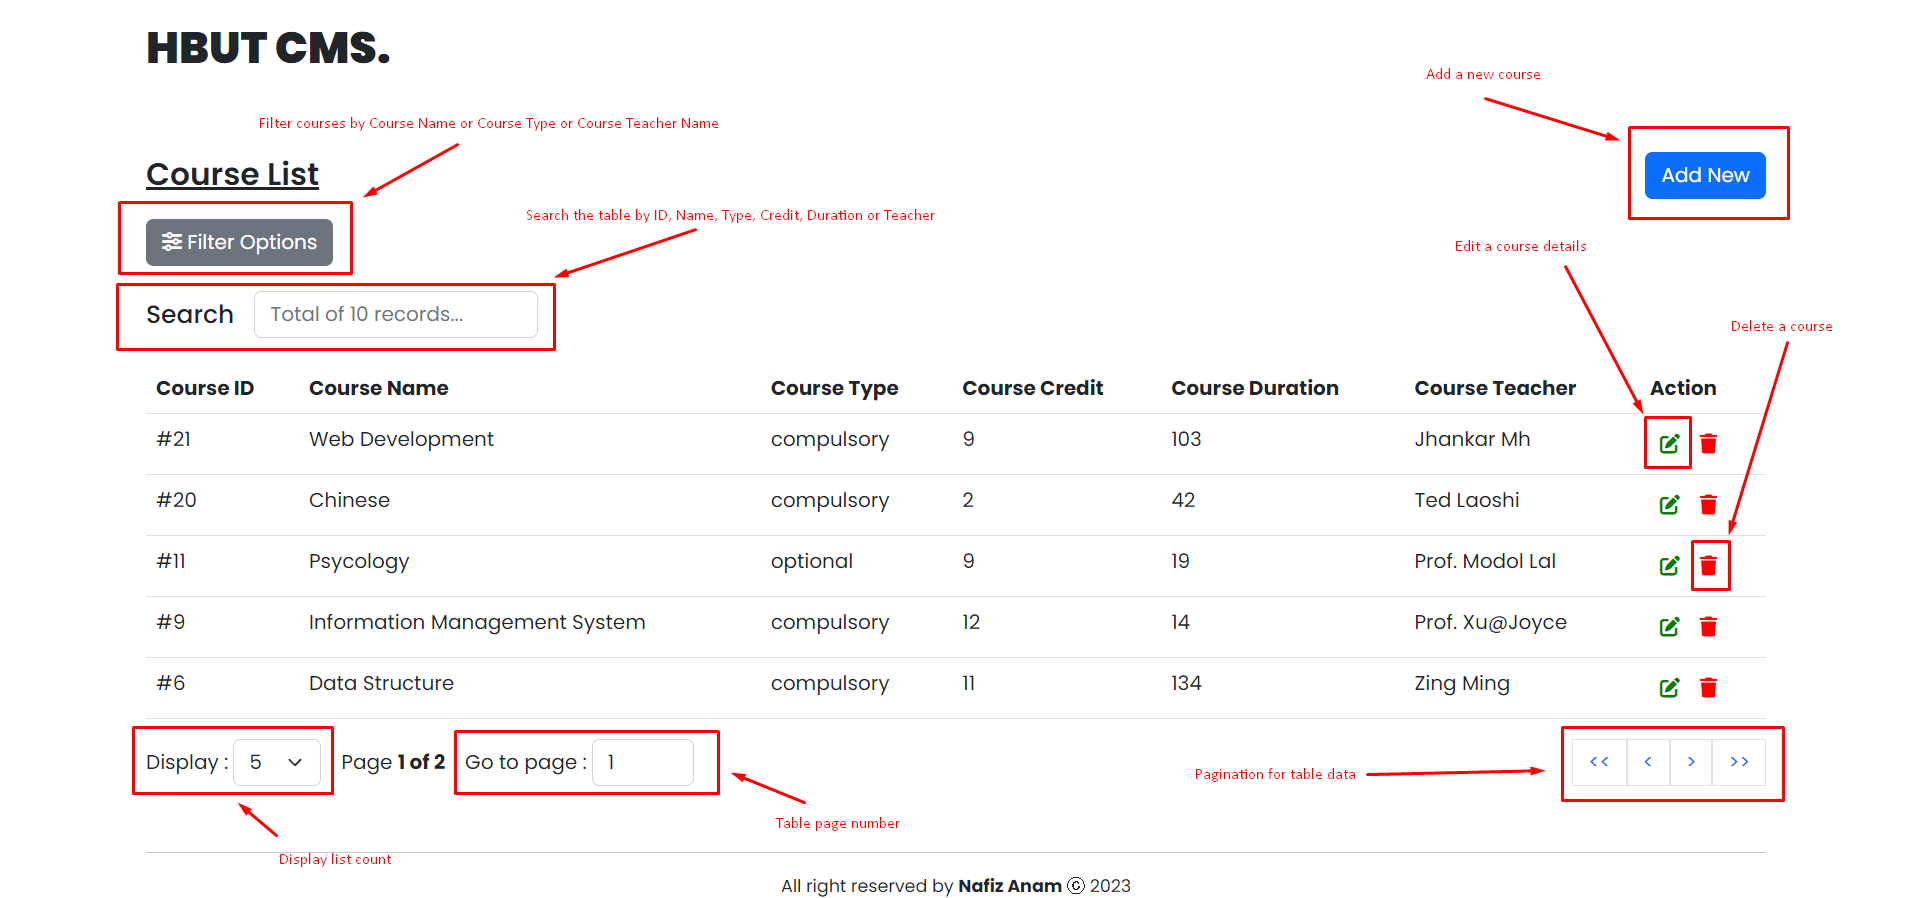 HBUT CMS.
Add a new course
Filter courses by Course Name or Course Type or Course Teacher Name
Course List
Add New
Search the table by ID, Name, Type, Credit, Duration or Teacher
Filter Options
Edit a course details
Search Total of 10 records...
Delete a course
Course ID Course Name Course Type Course Credit Course Duration Course Teacher Action
#21 Web Development compulsory 9 103 Jhankar Mh
#20 Chinese compulsory 2 42 Ted Laoshi
#11 Psycology optional 9 19 Prof. Modol Lal
#9 Information Management System compulsory 12 14 Prof. Xu@Joyce
#6 Data Structure compulsory 11 134 Zing Ming
Display : 5 Page 1 of 2 Go to page : 1 << < > >>
Pagination for table data
Table page number
Display list count
All right reserved by Nafiz Anam © 2023